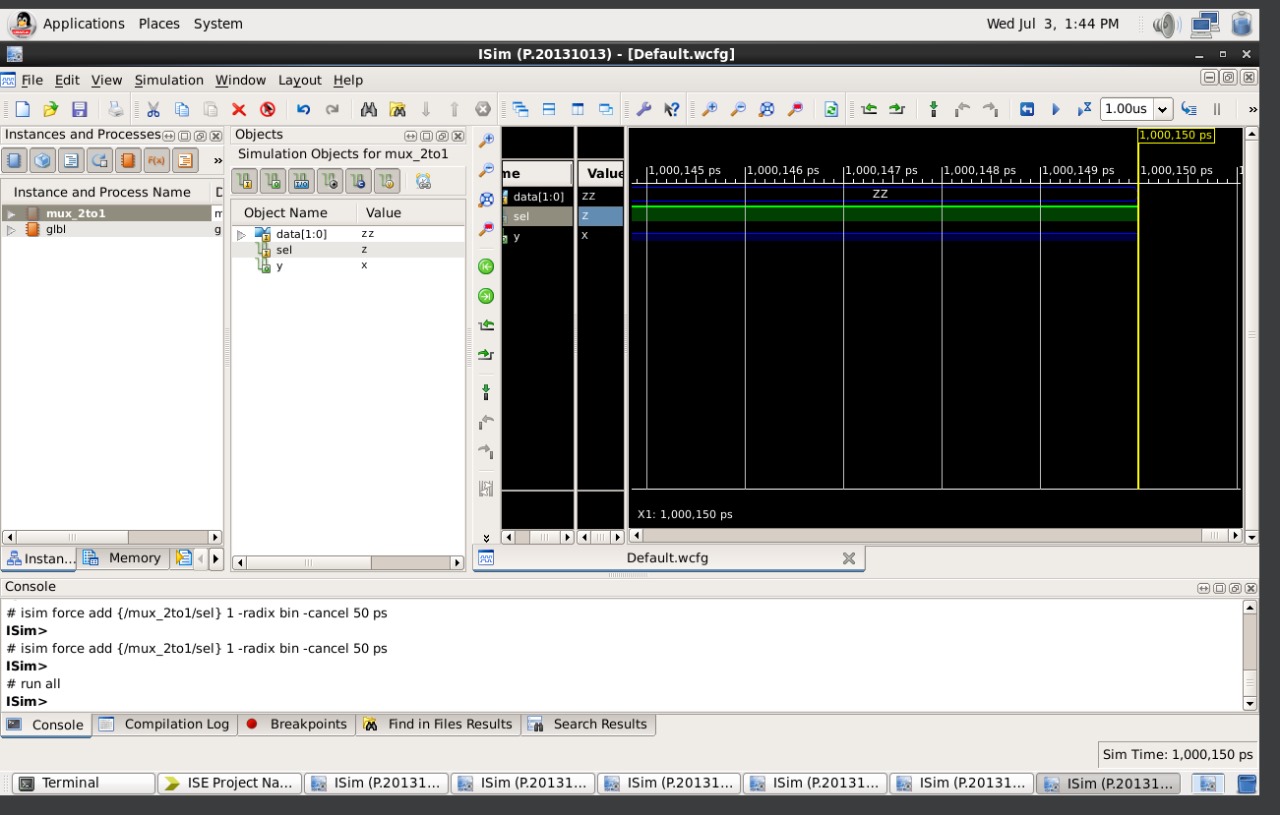 Applications Places System
Wed Jul 3, 1:44 PM
ISim (P.20131013) - [Default.wcfg]
File Edit View Simulation Window Layout Help
1.00us
»
Instances and Processes
»
Instance and Process Name
mux_2to1 m
glbl g
Instan...
Memory
Objects
Simulation Objects for mux_2to1
Object Name Value
data[1:0] zz
sel z
y x
me Value
data[1:0] zz
sel z
y x
1,000,150 ps
1,000,145 ps 1,000,146 ps 1,000,147 ps 1,000,148 ps 1,000,149 ps 1,000,150 ps
ZZ
X1: 1,000,150 ps
Default.wcfg
Console
# isim force add {/mux_2to1/sel} 1 -radix bin -cancel 50 ps
ISim>
# isim force add {/mux_2to1/sel} 1 -radix bin -cancel 50 ps
ISim>
# run all
ISim>
Console Compilation Log Breakpoints Find in Files Results Search Results
Sim Time: 1,000,150 ps
Terminal ISE Project Na... ISim (P.20131... ISim (P.20131... ISim (P.20131... ISim (P.20131... ISim (P.20131... ISim (P.20131...